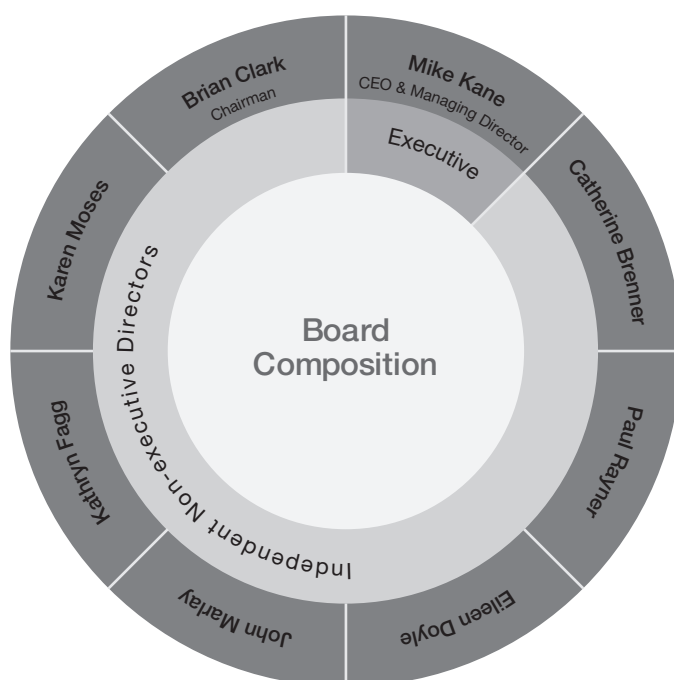 Board
Composition
Executive
Independent Non-executive Directors
Mike Kane
CEO & Managing Director
Catherine Brenner
Paul Rayner
Eileen Doyle
John Marlay
Kathryn Fagg
Karen Moses
Brian Clark
Chairman